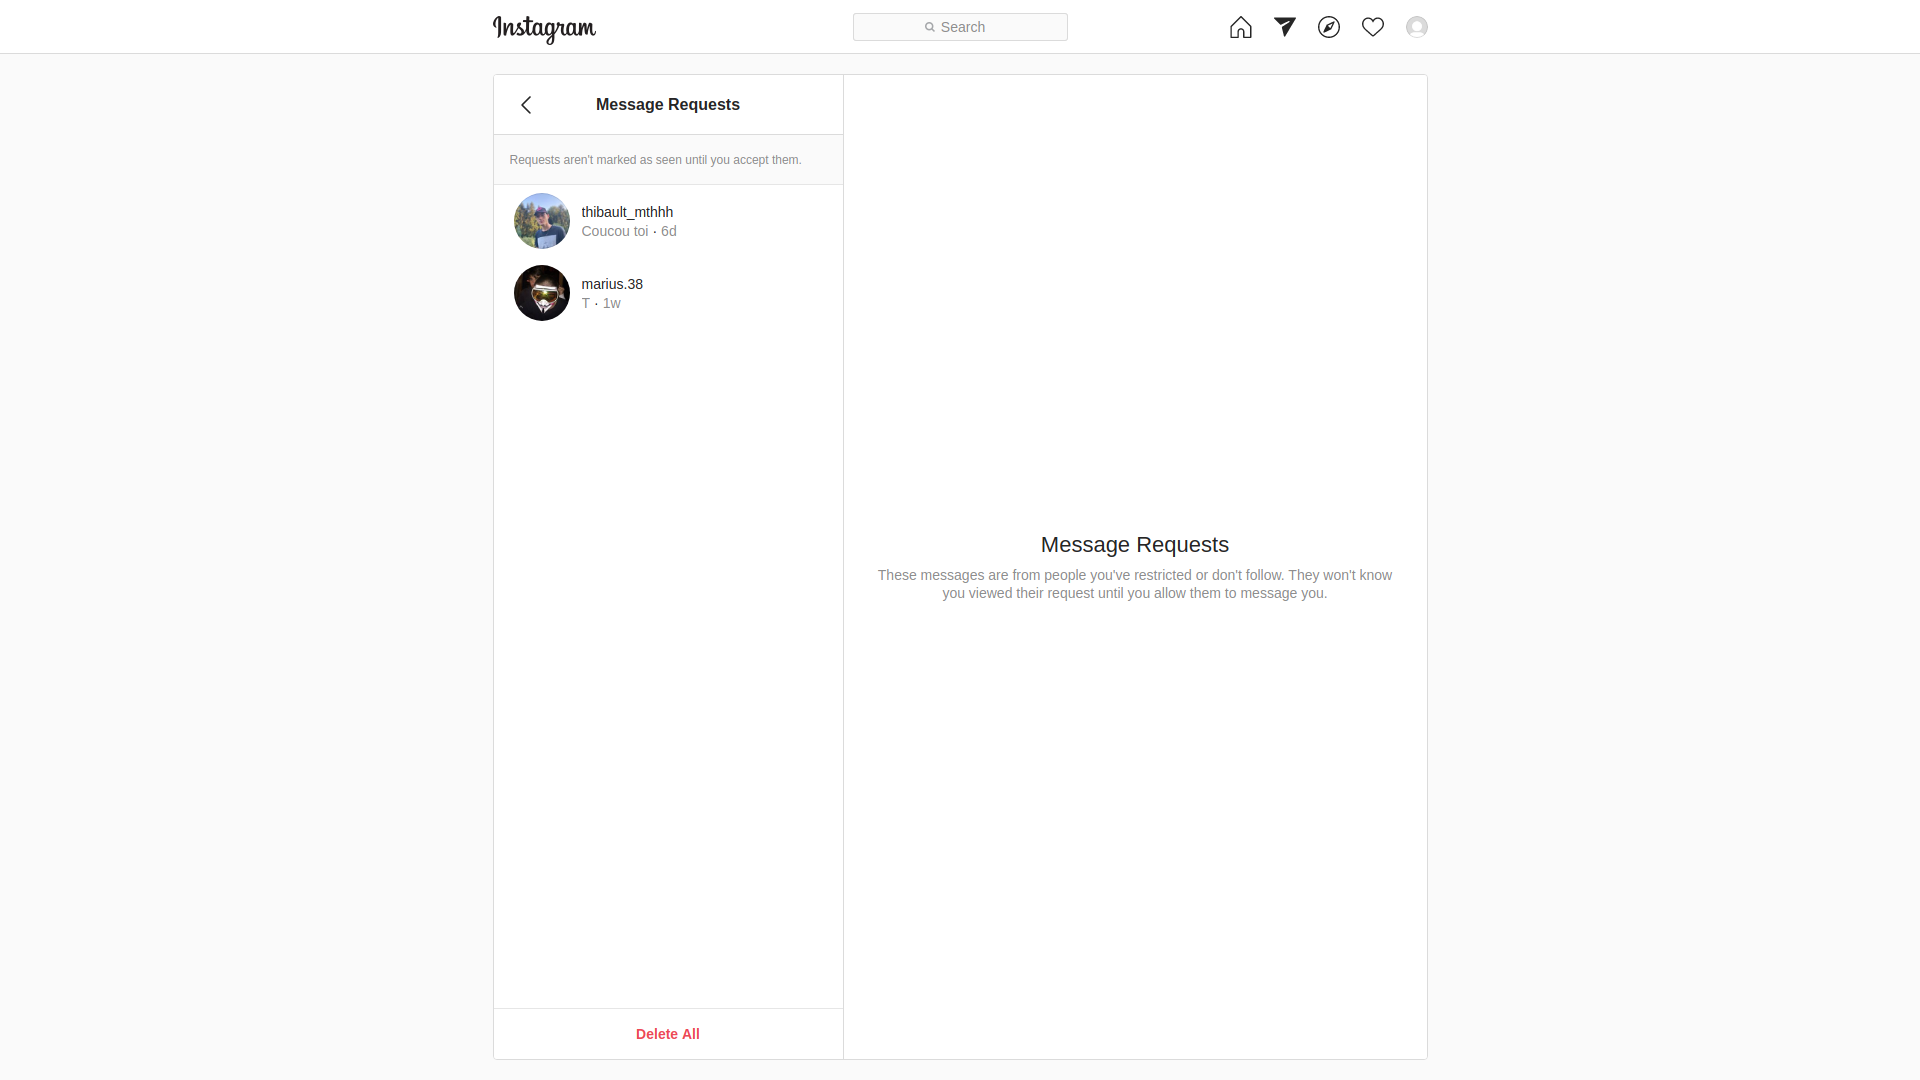 Instagram
Search
Message Requests
Requests aren't marked as seen until you accept them.
thibault_mthhh
Coucou toi · 6d
marius.38
T · 1w
Delete All
Message Requests
These messages are from people you've restricted or don't follow. They won't know
you viewed their request until you allow them to message you.